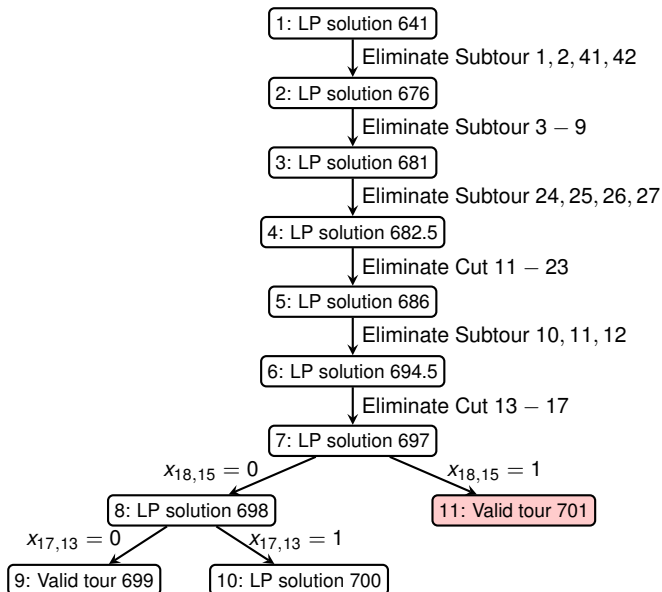 1: LP solution 641
Eliminate Subtour 1, 2, 41, 42
2: LP solution 676
Eliminate Subtour 3 − 9
3: LP solution 681
Eliminate Subtour 24, 25, 26, 27
4: LP solution 682.5
Eliminate Cut 11 − 23
5: LP solution 686
Eliminate Subtour 10, 11, 12
6: LP solution 694.5
Eliminate Cut 13 − 17
7: LP solution 697
x18,15 = 0
x18,15 = 1
8: LP solution 698
11: Valid tour 701
x17,13 = 0
x17,13 = 1
9: Valid tour 699
10: LP solution 700